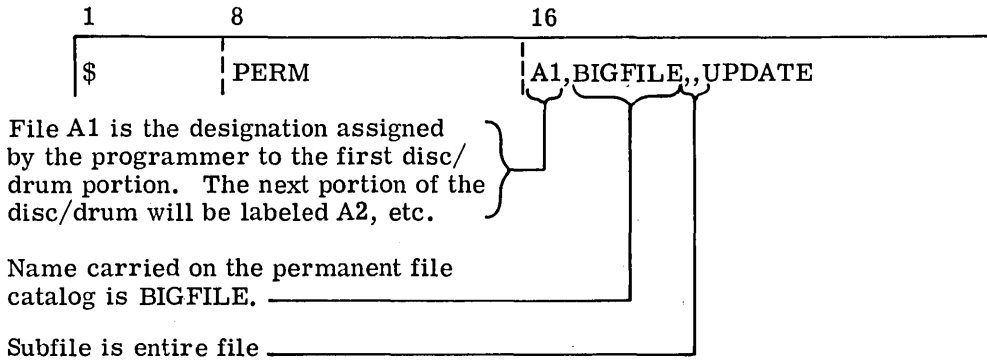 1 8 16
$ PERM A1,BIGFILE,,UPDATE
File A1 is the designation assigned
by the programmer to the first disc/
drum portion. The next portion of the
disc/drum will be labeled A2, etc.
Name carried on the permanent file
catalog is BIGFILE.
Subfile is entire file